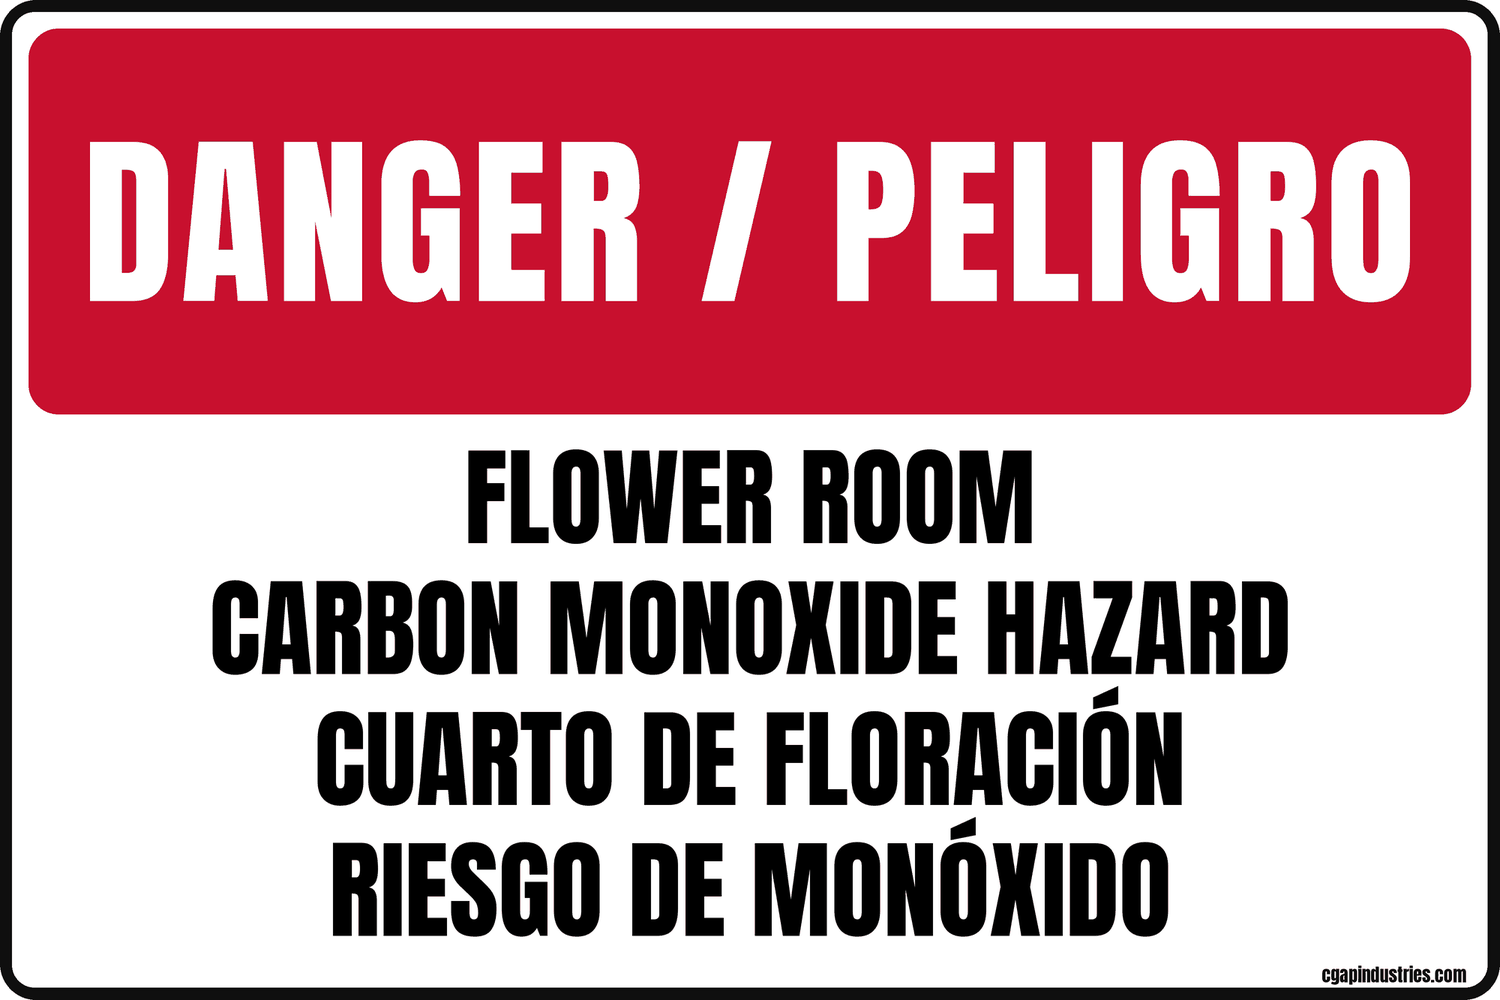 DANGER / PELIGRO
FLOWER ROOM
CARBON MONOXIDE HAZARD
CUARTO DE FLORACIÓN
RIESGO DE MONÓXIDO
cgapindustries.com